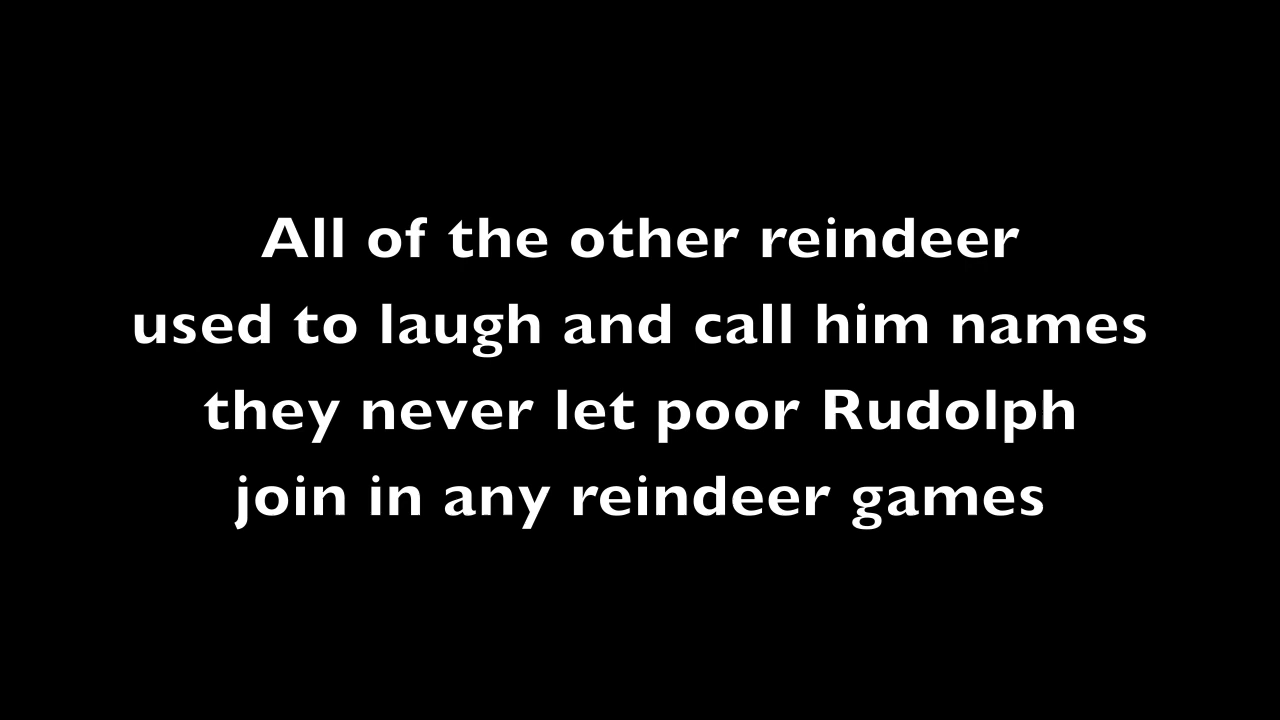 All of the other reindeer
used to laugh and call him names
they never let poor Rudolph
join in any reindeer games